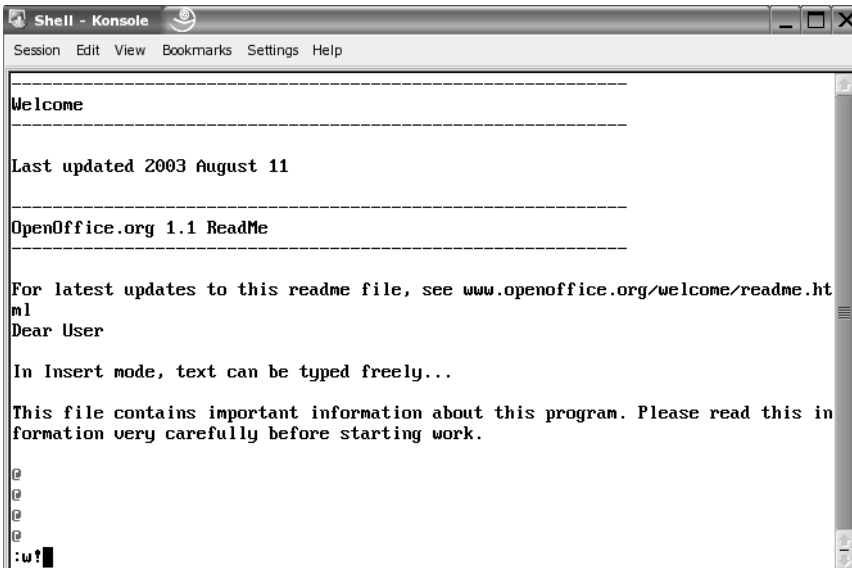 Shell - Konsole
Session Edit View Bookmarks Settings Help
------------------------------------------------------------
Welcome
------------------------------------------------------------
Last updated 2003 August 11
------------------------------------------------------------
OpenOffice.org 1.1 ReadMe
------------------------------------------------------------
For latest updates to this readme file, see www.openoffice.org/welcome/readme.ht
ml
Dear User
In Insert mode, text can be typed freely...
This file contains important information about this program. Please read this in
formation very carefully before starting work.
@
@
@
@
:w!